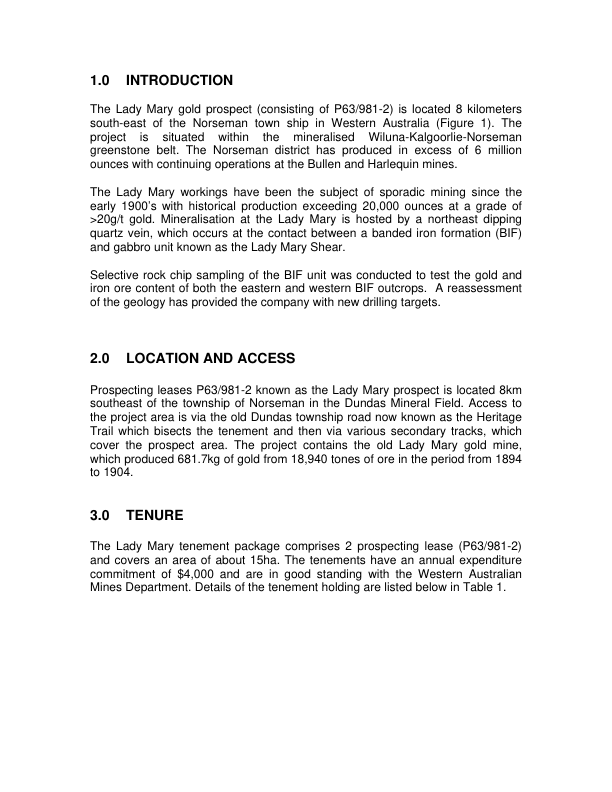 1.0 INTRODUCTION
The Lady Mary gold prospect (consisting of P63/981-2) is located 8 kilometers
south-east of the Norseman town ship in Western Australia (Figure 1). The
project is situated within the mineralised Wiluna-Kalgoorlie-Norseman
greenstone belt. The Norseman district has produced in excess of 6 million
ounces with continuing operations at the Bullen and Harlequin mines.
The Lady Mary workings have been the subject of sporadic mining since the
early 1900's with historical production exceeding 20,000 ounces at a grade of
>20g/t gold. Mineralisation at the Lady Mary is hosted by a northeast dipping
quartz vein, which occurs at the contact between a banded iron formation (BIF)
and gabbro unit known as the Lady Mary Shear.
Selective rock chip sampling of the BIF unit was conducted to test the gold and
iron ore content of both the eastern and western BIF outcrops. A reassessment
of the geology has provided the company with new drilling targets.
2.0 LOCATION AND ACCESS
Prospecting leases P63/981-2 known as the Lady Mary prospect is located 8km
southeast of the township of Norseman in the Dundas Mineral Field. Access to
the project area is via the old Dundas township road now known as the Heritage
Trail which bisects the tenement and then via various secondary tracks, which
cover the prospect area. The project contains the old Lady Mary gold mine,
which produced 681.7kg of gold from 18,940 tones of ore in the period from 1894
to 1904.
3.0 TENURE
The Lady Mary tenement package comprises 2 prospecting lease (P63/981-2)
and covers an area of about 15ha. The tenements have an annual expenditure
commitment of $4,000 and are in good standing with the Western Australian
Mines Department. Details of the tenement holding are listed below in Table 1.